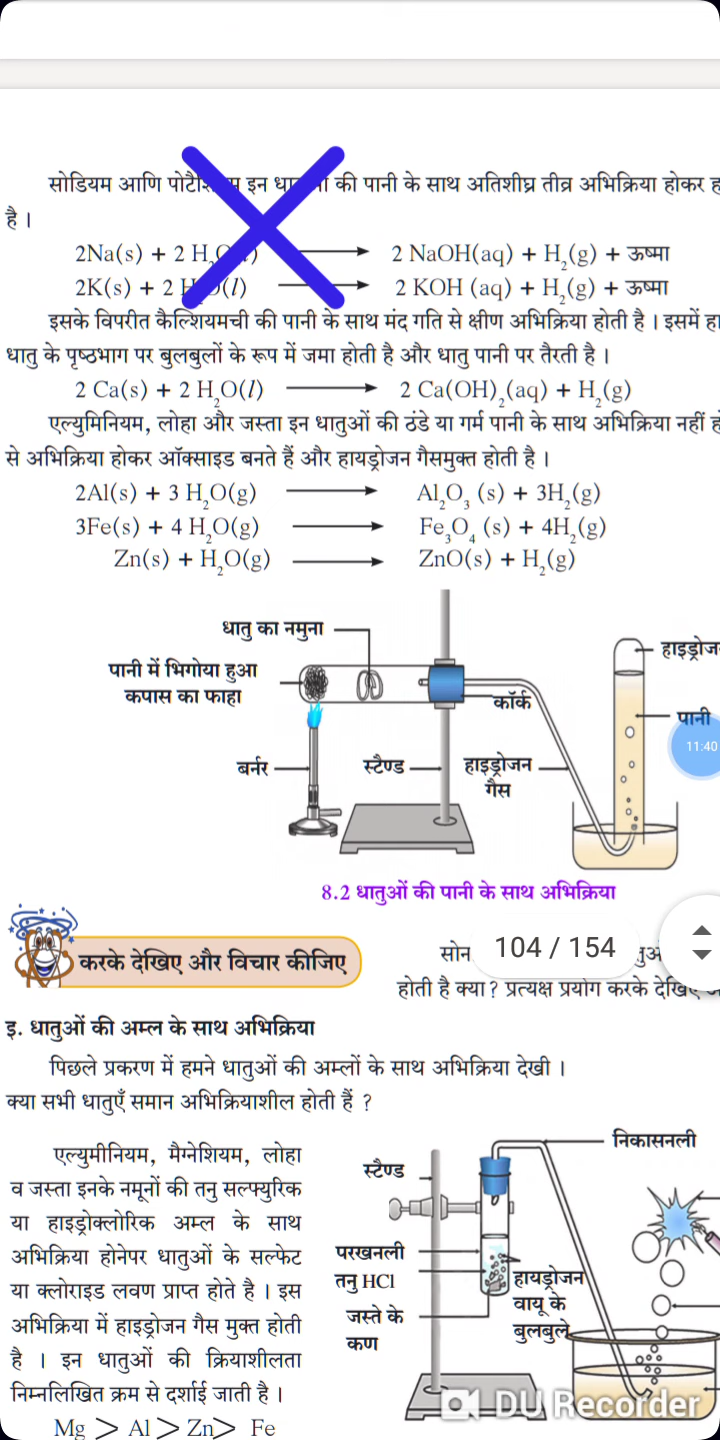 सोडियम आणि इन की पानी के साथ अतिशीघ्र तीव्र अभिक्रिया होकर
है ।
2Na(s) + 2 H₂O(l) ⟶ 2 NaOH(aq) + H₂(g) + ऊष्मा
2K(s) + 2 H₂O(l) ⟶ 2 KOH (aq) + H₂(g) + ऊष्मा
इसके विपरीत कैल्शियमची की पानी के साथ मंद गति से क्षीण अभिक्रिया होती है । इसमें
धातु के पृष्ठभाग पर बुलबुलों के रूप में जमा होती है और धातु पानी पर तैरती है ।
2 Ca(s) + 2 H₂O(l) ⟶ 2 Ca(OH)₂(aq) + H₂(g)
एल्युमिनियम, लोहा और जस्ता इन धातुओं की ठंडे या गर्म पानी के साथ अभिक्रिया नहीं
से अभिक्रिया होकर ऑक्साइड बनते हैं और हायड्रोजन गैसमुक्त होती है ।
2Al(s) + 3 H₂O(g) ⟶ Al₂O₃ (s) + 3H₂(g)
3Fe(s) + 4 H₂O(g) ⟶ Fe₃O₄ (s) + 4H₂(g)
Zn(s) + H₂O(g) ⟶ ZnO(s) + H₂(g)
धातु का नमुना
हाइड्रोज
पानी में भिगोया हुआ
कपास का फाहा
कॉर्क
पानी
11:40
बर्नर
स्टैण्ड
हाइड्रोजन
गैस
8.2 धातुओं की पानी के साथ अभिक्रिया
करके देखिए और विचार कीजिए
सोन
104 / 154
होती है क्या ? प्रत्यक्ष प्रयोग करके देखिए
इ. धातुओं की अम्ल के साथ अभिक्रिया
पिछले प्रकरण में हमने धातुओं की अम्लों के साथ अभिक्रिया देखी ।
क्या सभी धातुएँ समान अभिक्रियाशील होती हैं ?
एल्युमीनियम, मैग्नेशियम, लोहा
व जस्ता इनके नमूनों की तनु सल्फ्युरिक
या हाइड्रोक्लोरिक अम्ल के साथ
अभिक्रिया होनेपर धातुओं के सल्फेट
या क्लोराइड लवण प्राप्त होते है । इस
अभिक्रिया में हाइड्रोजन गैस मुक्त होती
है । इन धातुओं की क्रियाशीलता
निम्नलिखित क्रम से दर्शाई जाती है ।
Mg > Al > Zn > Fe
निकासनली
स्टैण्ड
परखनली
तनु HCl
जस्ते के
कण
हायड्रोजन
वायू के
बुलबुले
DU Recorder